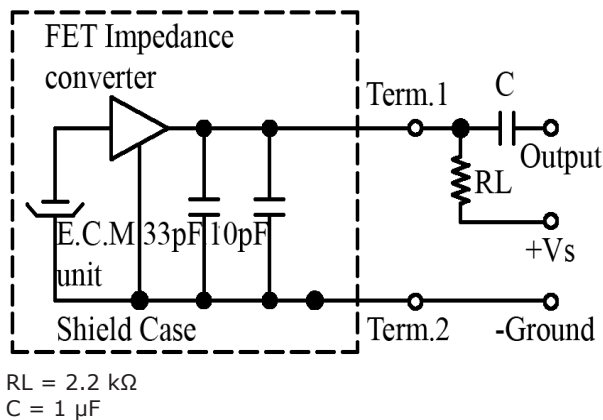 FET Impedance
converter
Term.1
C
Output
RL
E.C.M 33pF 10pF
unit
+Vs
Shield Case
Term.2
-Ground
RL = 2.2 kΩ
C = 1 µF